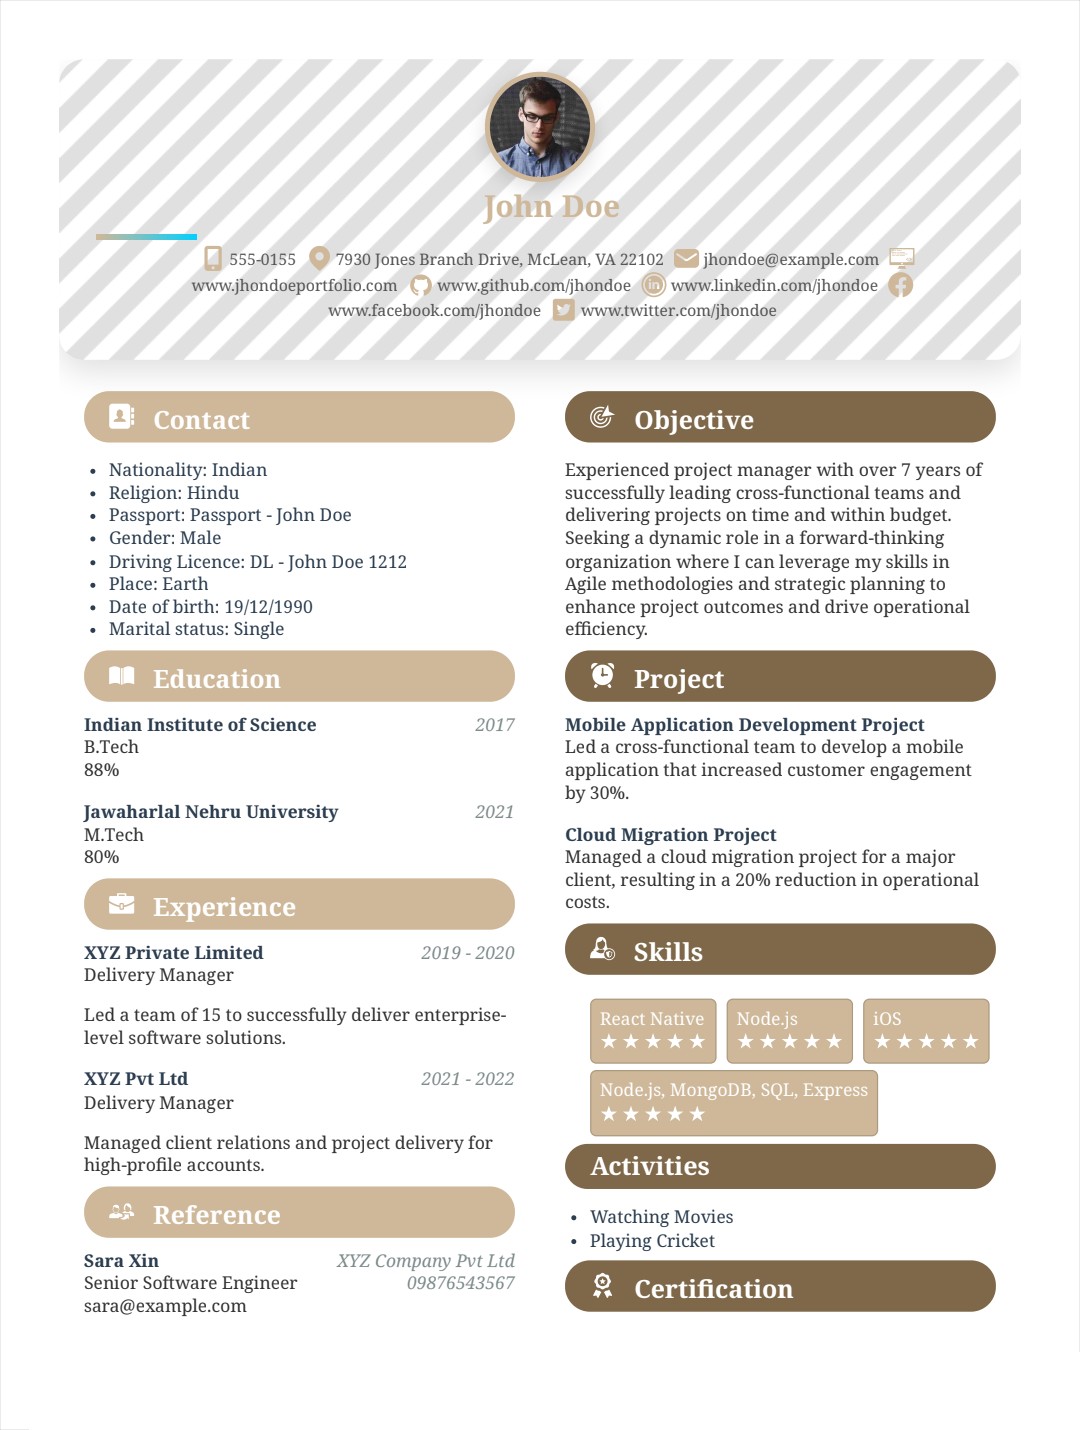 John Doe
555-0155 7930 Jones Branch Drive, McLean, VA 22102 jhondoe@example.com
www.jhondoeportfolio.com www.github.com/jhondoe www.linkedin.com/jhondoe
www.facebook.com/jhondoe www.twitter.com/jhondoe
Contact
• Nationality: Indian
• Religion: Hindu
• Passport: Passport - John Doe
• Gender: Male
• Driving Licence: DL - John Doe 1212
• Place: Earth
• Date of birth: 19/12/1990
• Marital status: Single
Education
Indian Institute of Science 2017
B.Tech
88%
Jawaharlal Nehru University 2021
M.Tech
80%
Experience
XYZ Private Limited 2019 - 2020
Delivery Manager
Led a team of 15 to successfully deliver enterprise-
level software solutions.
XYZ Pvt Ltd 2021 - 2022
Delivery Manager
Managed client relations and project delivery for
high-profile accounts.
Reference
Sara Xin XYZ Company Pvt Ltd
Senior Software Engineer 09876543567
sara@example.com
Objective
Experienced project manager with over 7 years of
successfully leading cross-functional teams and
delivering projects on time and within budget.
Seeking a dynamic role in a forward-thinking
organization where I can leverage my skills in
Agile methodologies and strategic planning to
enhance project outcomes and drive operational
efficiency.
Project
Mobile Application Development Project
Led a cross-functional team to develop a mobile
application that increased customer engagement
by 30%.
Cloud Migration Project
Managed a cloud migration project for a major
client, resulting in a 20% reduction in operational
costs.
Skills
React Native Node.js iOS
★★★★★ ★★★★★ ★★★★★
Node.js, MongoDB, SQL, Express
★★★★★
Activities
• Watching Movies
• Playing Cricket
Certification